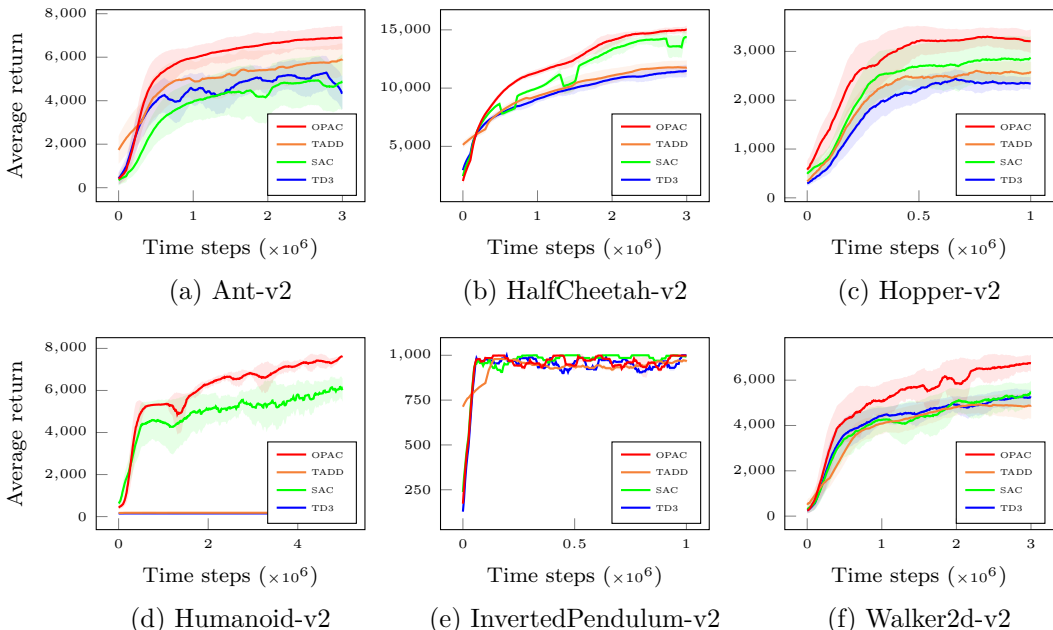 Average return
8,000
6,000
4,000
2,000
0
0 1 2 3
OPAC
TADD
SAC
TD3
Time steps (×10⁶)
(a) Ant-v2
15,000
10,000
5,000
0 1 2 3
OPAC
TADD
SAC
TD3
Time steps (×10⁶)
(b) HalfCheetah-v2
3,000
2,000
1,000
0
0 0.5 1
OPAC
TADD
SAC
TD3
Time steps (×10⁶)
(c) Hopper-v2
Average return
8,000
6,000
4,000
2,000
0
0 2 4
OPAC
TADD
SAC
TD3
Time steps (×10⁶)
(d) Humanoid-v2
1,000
750
500
250
0 0.5 1
OPAC
TADD
SAC
TD3
Time steps (×10⁶)
(e) InvertedPendulum-v2
6,000
4,000
2,000
0
0 1 2 3
OPAC
TADD
SAC
TD3
Time steps (×10⁶)
(f) Walker2d-v2